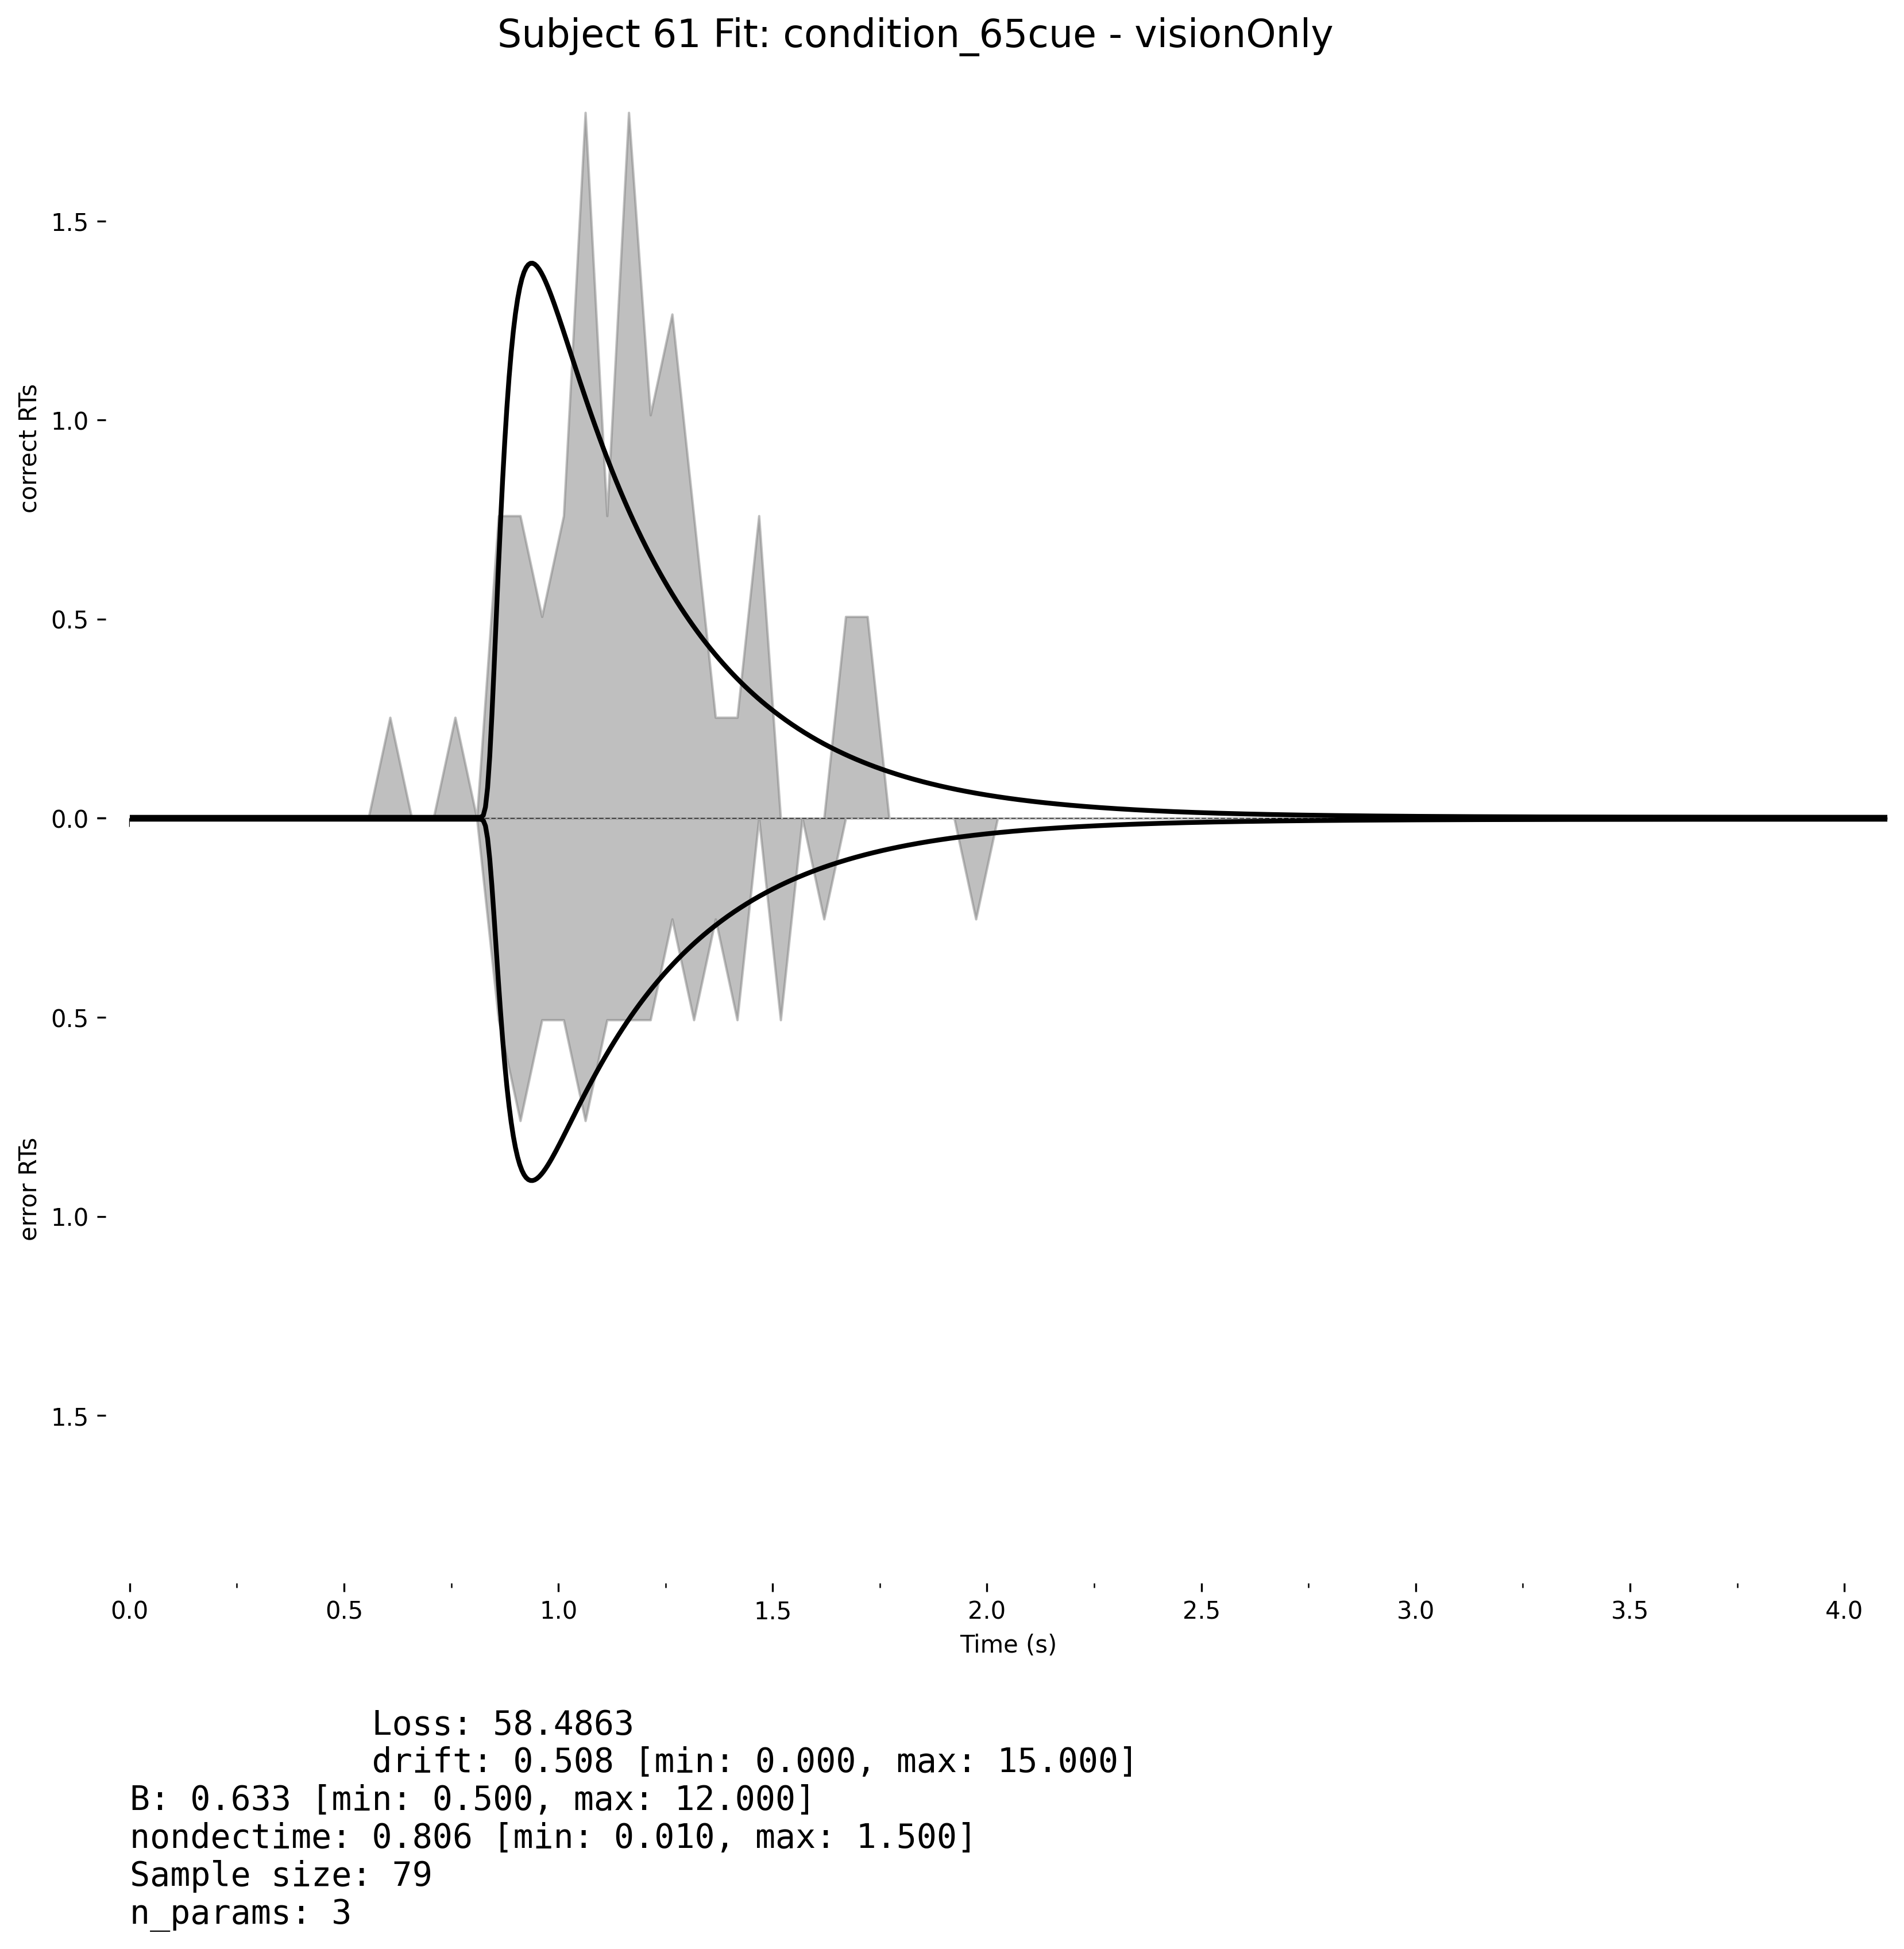 Subject 61 Fit: condition_65cue - visionOnly
1.5
1.0
0.5
0.0
0.5
1.0
1.5
correct RTs
error RTs
0.0 0.5 1.0 1.5 2.0 2.5 3.0 3.5 4.0
Time (s)
Loss: 58.4863
drift: 0.508 [min: 0.000, max: 15.000]
B: 0.633 [min: 0.500, max: 12.000]
nondectime: 0.806 [min: 0.010, max: 1.500]
Sample size: 79
n_params: 3